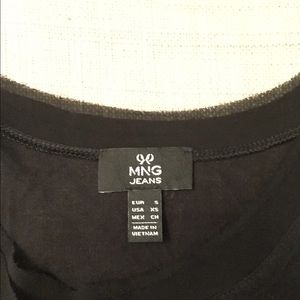 MNG
JEANS
EUR S
USA XS
MEX CH
MADE IN
VIETNAM